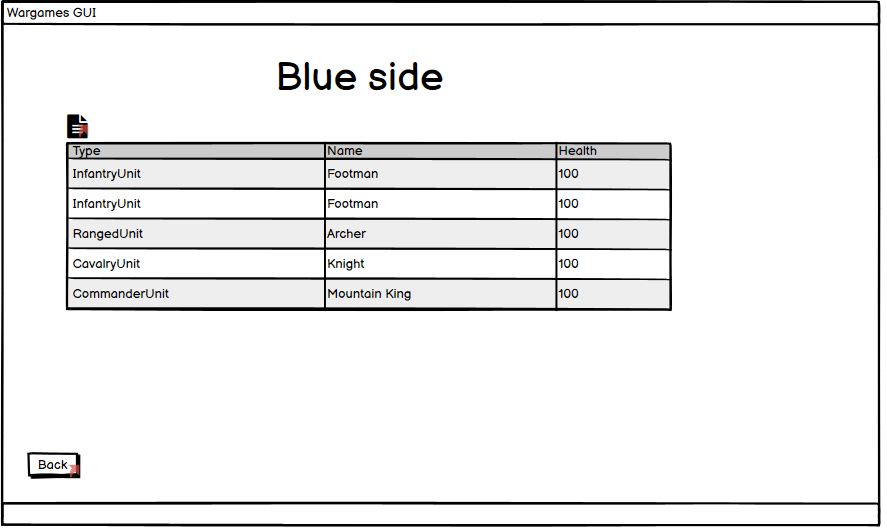 Wargames GUI
Blue side
Type Name Health
InfantryUnit Footman 100
InfantryUnit Footman 100
RangedUnit Archer 100
CavalryUnit Knight 100
CommanderUnit Mountain King 100
Back